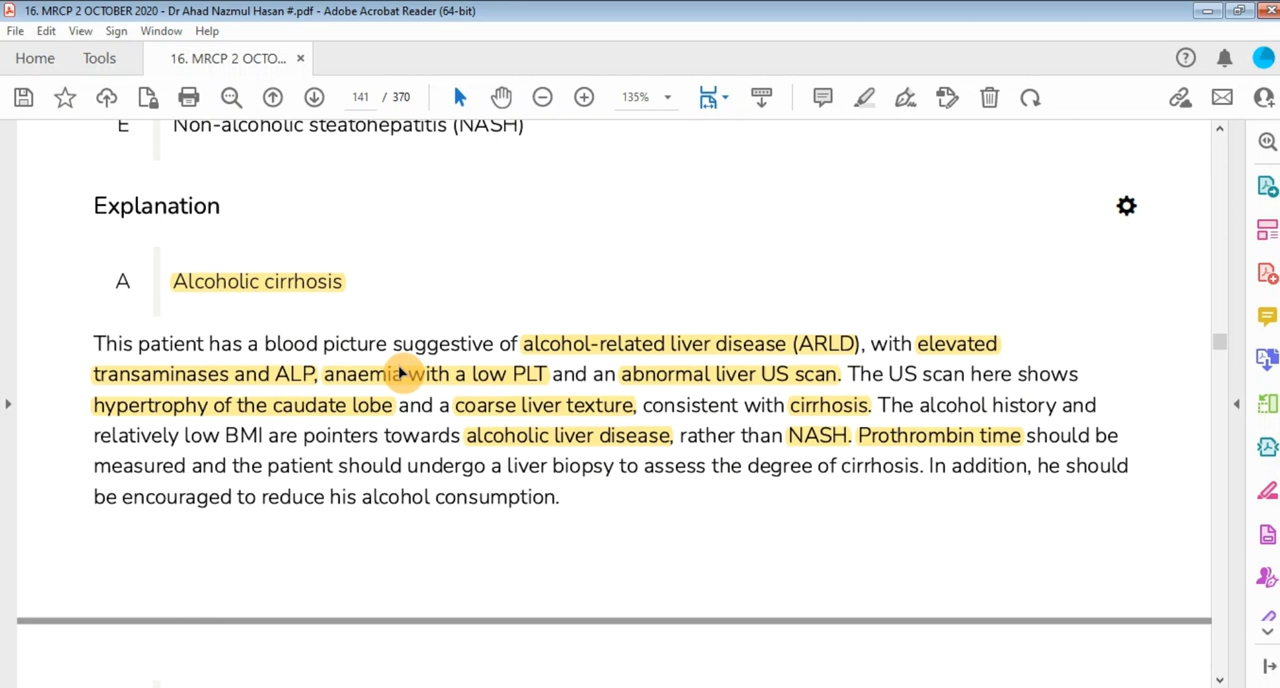 16. MRCP 2 OCTOBER 2020 - Dr Ahad Nazmul Hasan #.pdf - Adobe Acrobat Reader (64-bit)
File Edit View Sign Window Help
Home Tools 16. MRCP 2 OCTO... ×
141 / 370 135%
E Non-alcoholic steatohepatitis (NASH)
Explanation
A Alcoholic cirrhosis
This patient has a blood picture suggestive of alcohol-related liver disease (ARLD), with elevated
transaminases and ALP, anaemia with a low PLT and an abnormal liver US scan. The US scan here shows
hypertrophy of the caudate lobe and a coarse liver texture, consistent with cirrhosis. The alcohol history and
relatively low BMI are pointers towards alcoholic liver disease, rather than NASH. Prothrombin time should be
measured and the patient should undergo a liver biopsy to assess the degree of cirrhosis. In addition, he should
be encouraged to reduce his alcohol consumption.